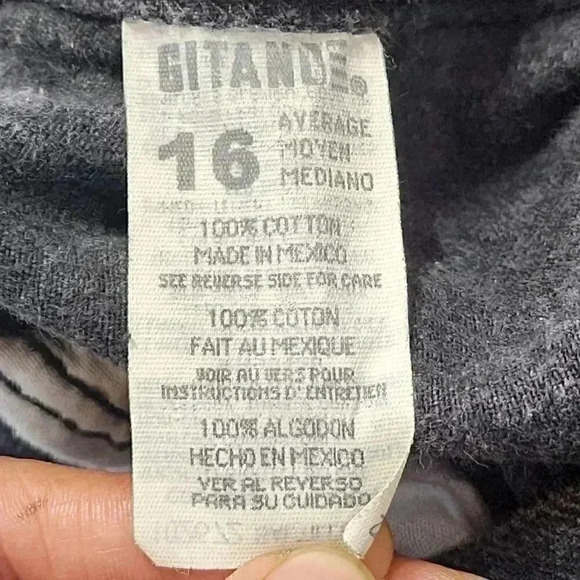 GITANO®
16
AVERAGE
MOYEN
MEDIANO
100% COTTON
MADE IN MEXICO
SEE REVERSE SIDE FOR CARE
100% COTON
FAIT AU MEXIQUE
VOIR AU VERS POUR
INSTRUCTIONS D' ENTRETIEN
100% ALGODON
HECHO EN MEXICO
VER AL REVERSO
PARA SU CUIDADO